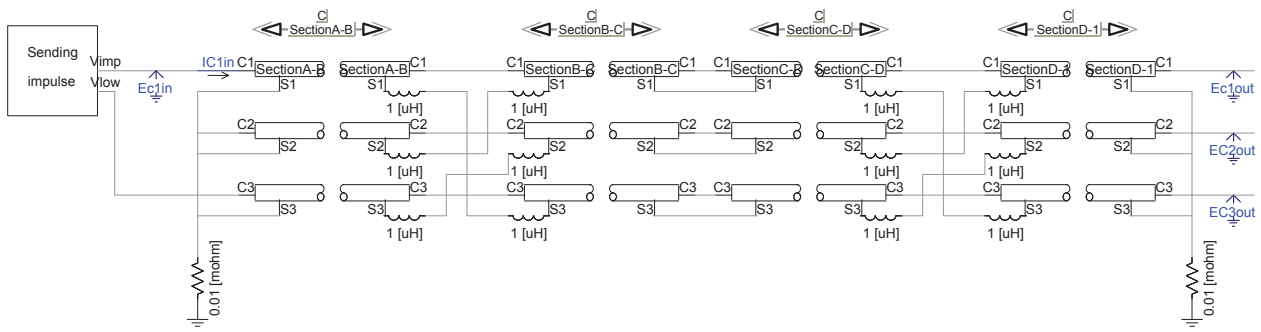 C C C C
SectionA-B SectionB-C SectionC-D SectionD-1
Sending
impulse
Vimp
Vlow
IC1in
Ec1in
C1 SectionA-B SectionA-B C1 C1 SectionB-C SectionB-C C1 C1 SectionC-D SectionC-D C1 C1 SectionD-1 SectionD-1 C1
S1 S1 S1 S1 S1 S1 S1 S1
Ec1out
1 [uH] 1 [uH] 1 [uH] 1 [uH]
C2 C2 C2 C2 C2 C2 C2 C2
S2 S2 S2 S2 S2 S2 S2 S2
EC2out
1 [uH] 1 [uH] 1 [uH] 1 [uH]
C3 C3 C3 C3 C3 C3 C3 C3
S3 S3 S3 S3 S3 S3 S3 S3
EC3out
1 [uH] 1 [uH] 1 [uH] 1 [uH]
0.01 [mohm] 0.01 [mohm]